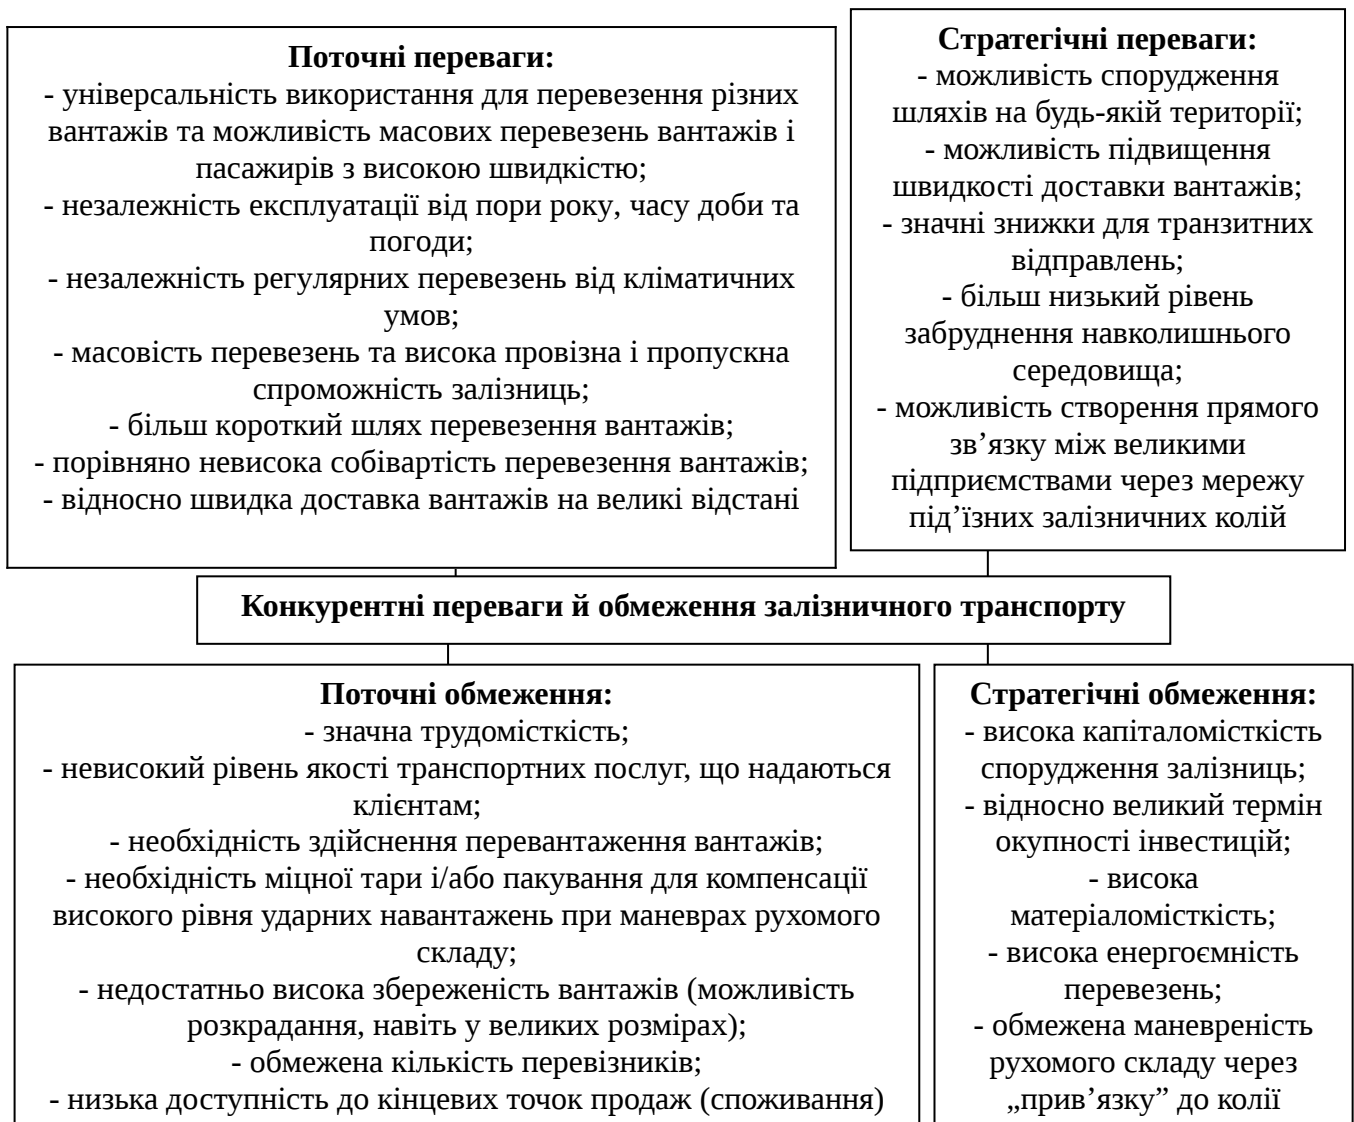 Поточні переваги:
- універсальність використання для перевезення різних
вантажів та можливість масових перевезень вантажів і
пасажирів з високою швидкістю;
- незалежність експлуатації від пори року, часу доби та
погоди;
- незалежність регулярних перевезень від кліматичних
умов;
- масовість перевезень та висока провізна і пропускна
спроможність залізниць;
- більш короткий шлях перевезення вантажів;
- порівняно невисока собівартість перевезення вантажів;
- відносно швидка доставка вантажів на великі відстані
Стратегічні переваги:
- можливість спорудження
шляхів на будь-якій території;
- можливість підвищення
швидкості доставки вантажів;
- значні знижки для транзитних
відправлень;
- більш низький рівень
забруднення навколишнього
середовища;
- можливість створення прямого
зв’язку між великими
підприємствами через мережу
під’їзних залізничних колій
Конкурентні переваги й обмеження залізничного транспорту
Поточні обмеження:
- значна трудомісткість;
- невисокий рівень якості транспортних послуг, що надаються
клієнтам;
- необхідність здійснення перевантаження вантажів;
- необхідність міцної тари і/або пакування для компенсації
високого рівня ударних навантажень при маневрах рухомого
складу;
- недостатньо висока збереженість вантажів (можливість
розкрадання, навіть у великих розмірах);
- обмежена кількість перевізників;
- низька доступність до кінцевих точок продаж (споживання)
Стратегічні обмеження:
- висока капіталомісткість
спорудження залізниць;
- відносно великий термін
окупності інвестицій;
- висока
матеріаломісткість;
- висока енергоємність
перевезень;
- обмежена маневреність
рухомого складу через
„прив’язку” до колії